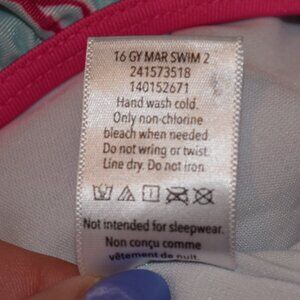 16 GY MAR SWIM 2
241573518
140152671
Hand wash cold.
Only non-chlorine
bleach when needed
Do not wring or twist.
Line dry. Do not iron
Not intended for sleepwear.
Non conçu comme
vêtement de nuit.